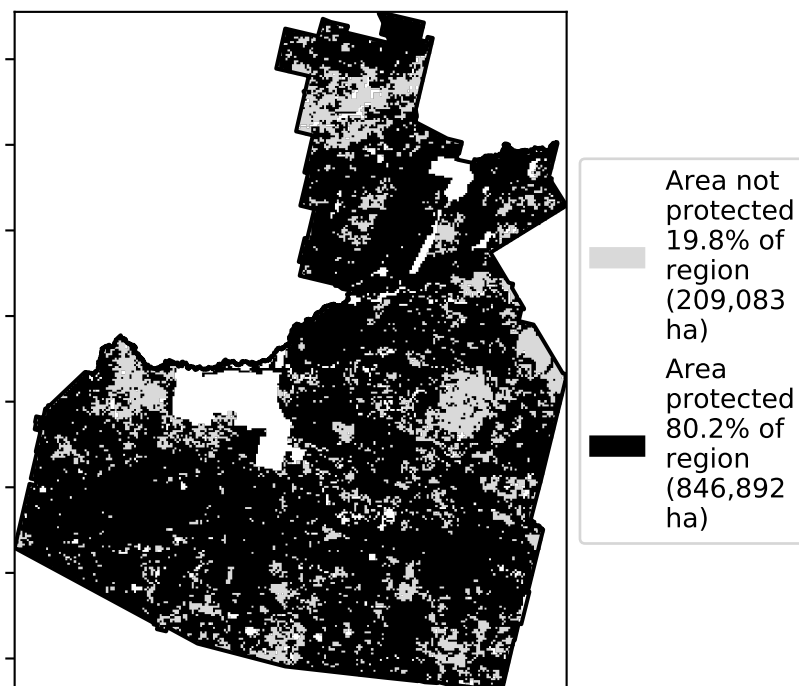 Area not
protected
19.8% of
region
(209,083
ha)
Area
protected
80.2% of
region
(846,892
ha)